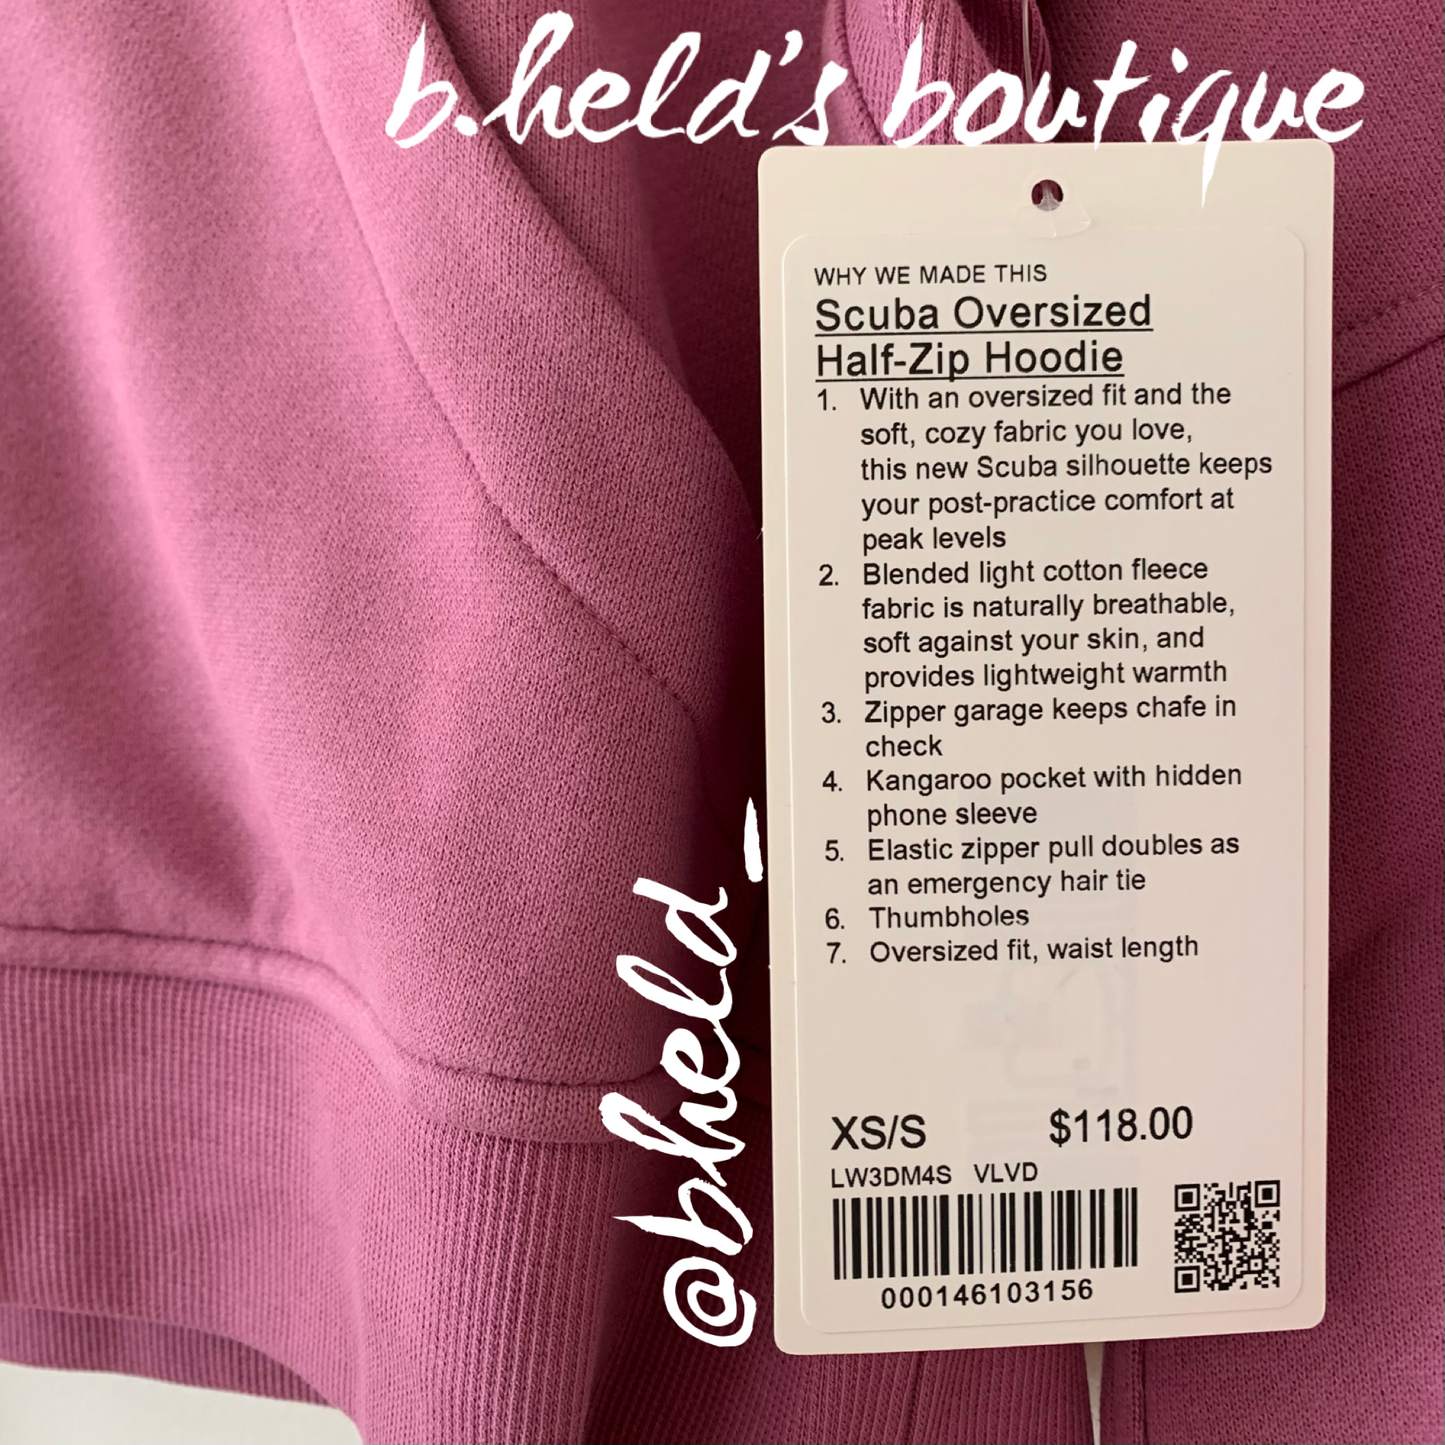 b.held's boutique
WHY WE MADE THIS
Scuba Oversized
Half-Zip Hoodie
1. With an oversized fit and the
soft, cozy fabric you love,
this new Scuba silhouette keeps
your post-practice comfort at
peak levels
2. Blended light cotton fleece
fabric is naturally breathable,
soft against your skin, and
provides lightweight warmth
3. Zipper garage keeps chafe in
check
4. Kangaroo pocket with hidden
phone sleeve
5. Elastic zipper pull doubles as
an emergency hair tie
6. Thumbholes
7. Oversized fit, waist length
XS/S $118.00
LW3DM4S VLVD
000146103156
@bheld_